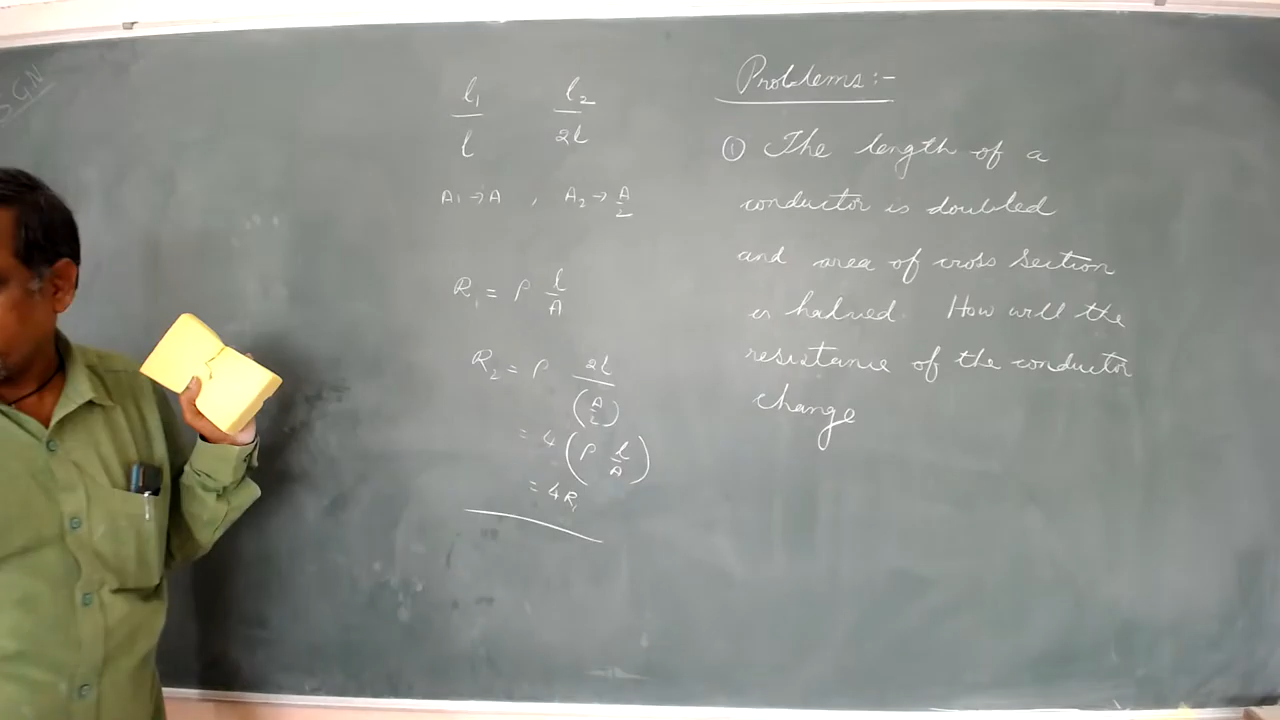 S.G.N
l₁ l₂
l 2l
A₁→A , A₂→A/2
R₁ = ρ l/A
R₂ = ρ 2l/(A/2)
= 4 (ρ l/A)
= 4R₁
Problems:-
① The length of a
conductor is doubled
and area of cross section
is halved. How will the
resistance of the conductor
change